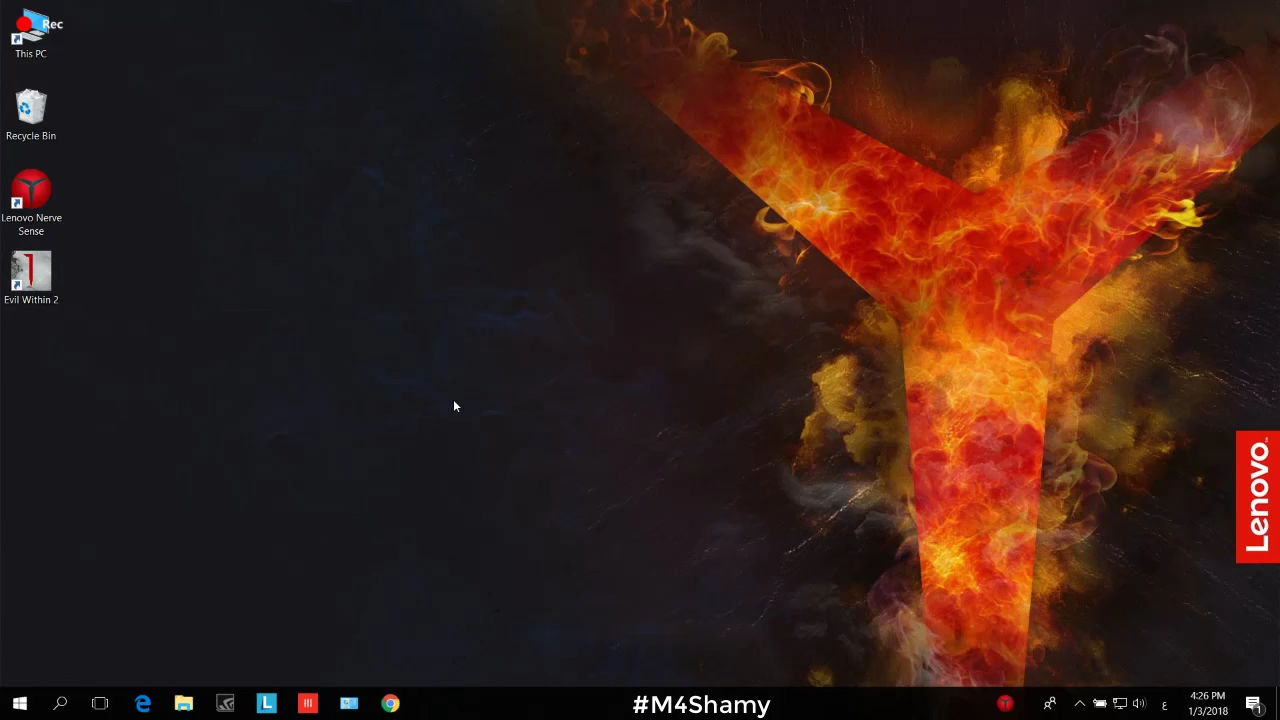 Rec
This PC
Recycle Bin
Lenovo Nerve
Sense
Evil Within 2
Lenovo
L
#M4Shamy
ع
4:26 PM
1/3/2018
1